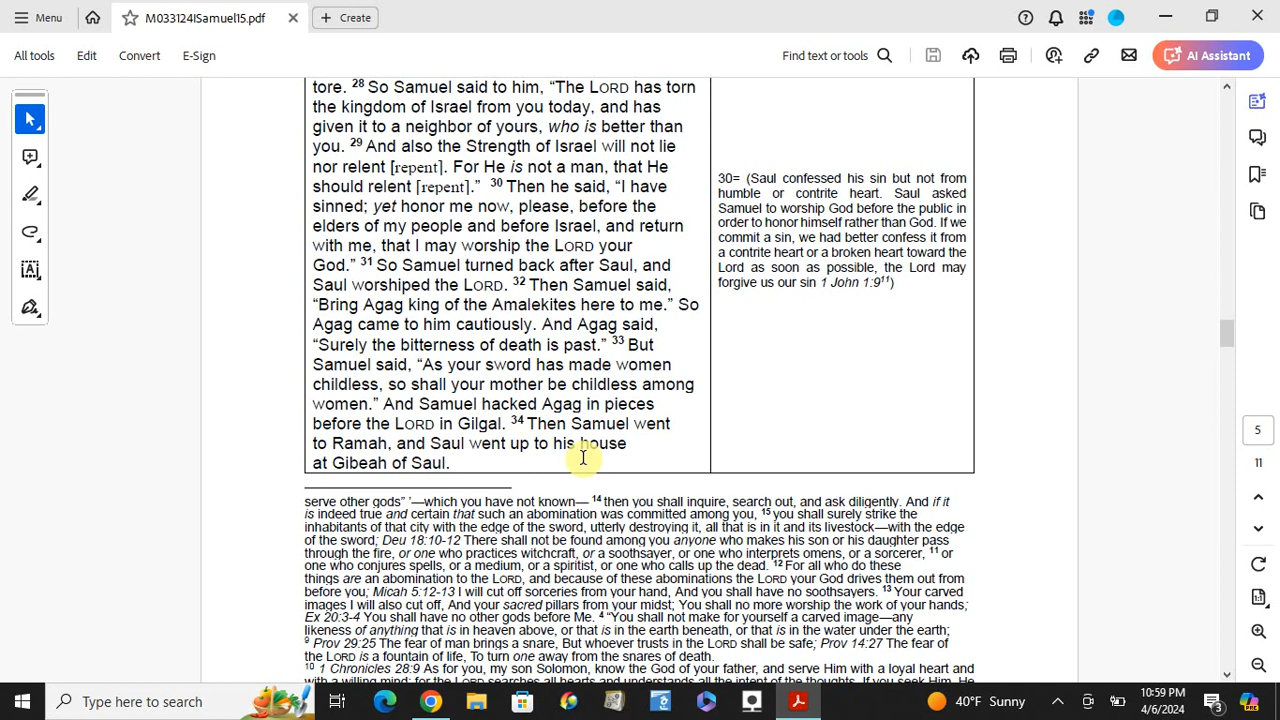 Menu
M033124ISamuel15.pdf
Create
All tools
Edit
Convert
E-Sign
Find text or tools
AI Assistant
tore. 28 So Samuel said to him, “The LORD has torn
the kingdom of Israel from you today, and has
given it to a neighbor of yours, who is better than
you. 29 And also the Strength of Israel will not lie
nor relent [repent]. For He is not a man, that He
should relent [repent].” 30 Then he said, “I have
sinned; yet honor me now, please, before the
elders of my people and before Israel, and return
with me, that I may worship the LORD your
God.” 31 So Samuel turned back after Saul, and
Saul worshiped the LORD. 32 Then Samuel said,
“Bring Agag king of the Amalekites here to me.” So
Agag came to him cautiously. And Agag said,
“Surely the bitterness of death is past.” 33 But
Samuel said, “As your sword has made women
childless, so shall your mother be childless among
women.” And Samuel hacked Agag in pieces
before the LORD in Gilgal. 34 Then Samuel went
to Ramah, and Saul went up to his house
at Gibeah of Saul.
30= (Saul confessed his sin but not from
humble or contrite heart. Saul asked
Samuel to worship God before the public in
order to honor himself rather than God. If we
commit a sin, we had better confess it from
a contrite heart or a broken heart toward the
Lord as soon as possible, the Lord may
forgive us our sin 1 John 1:9 11)
serve other gods” ’—which you have not known— 14 then you shall inquire, search out, and ask diligently. And if it
is indeed true and certain that such an abomination was committed among you, 15 you shall surely strike the
inhabitants of that city with the edge of the sword, utterly destroying it, all that is in it and its livestock—with the edge
of the sword; Deu 18:10-12 There shall not be found among you anyone who makes his son or his daughter pass
through the fire, or one who practices witchcraft, or a soothsayer, or one who interprets omens, or a sorcerer, 11 or
one who conjures spells, or a medium, or a spiritist, or one who calls up the dead. 12 For all who do these
things are an abomination to the LORD, and because of these abominations the LORD your God drives them out from
before you; Micah 5:12-13 I will cut off sorceries from your hand, And you shall have no soothsayers. 13 Your carved
images I will also cut off, And your sacred pillars from your midst; You shall no more worship the work of your hands;
Ex 20:3-4 You shall have no other gods before Me. 4 “You shall not make for yourself a carved image—any
likeness of anything that is in heaven above, or that is in the earth beneath, or that is in the water under the earth;
9 Prov 29:25 The fear of man brings a snare, But whoever trusts in the LORD shall be safe; Prov 14:27 The fear of
the LORD is a fountain of life, To turn one away from the snares of death.
10 1 Chronicles 28:9 As for you, my son Solomon, know the God of your father, and serve Him with a loyal heart and
with a willing mind; for the LORD searches all hearts and understands all the intent of the thoughts. If you seek Him, He
5
11
Type here to search
40°F Sunny
10:59 PM
4/6/2024
3